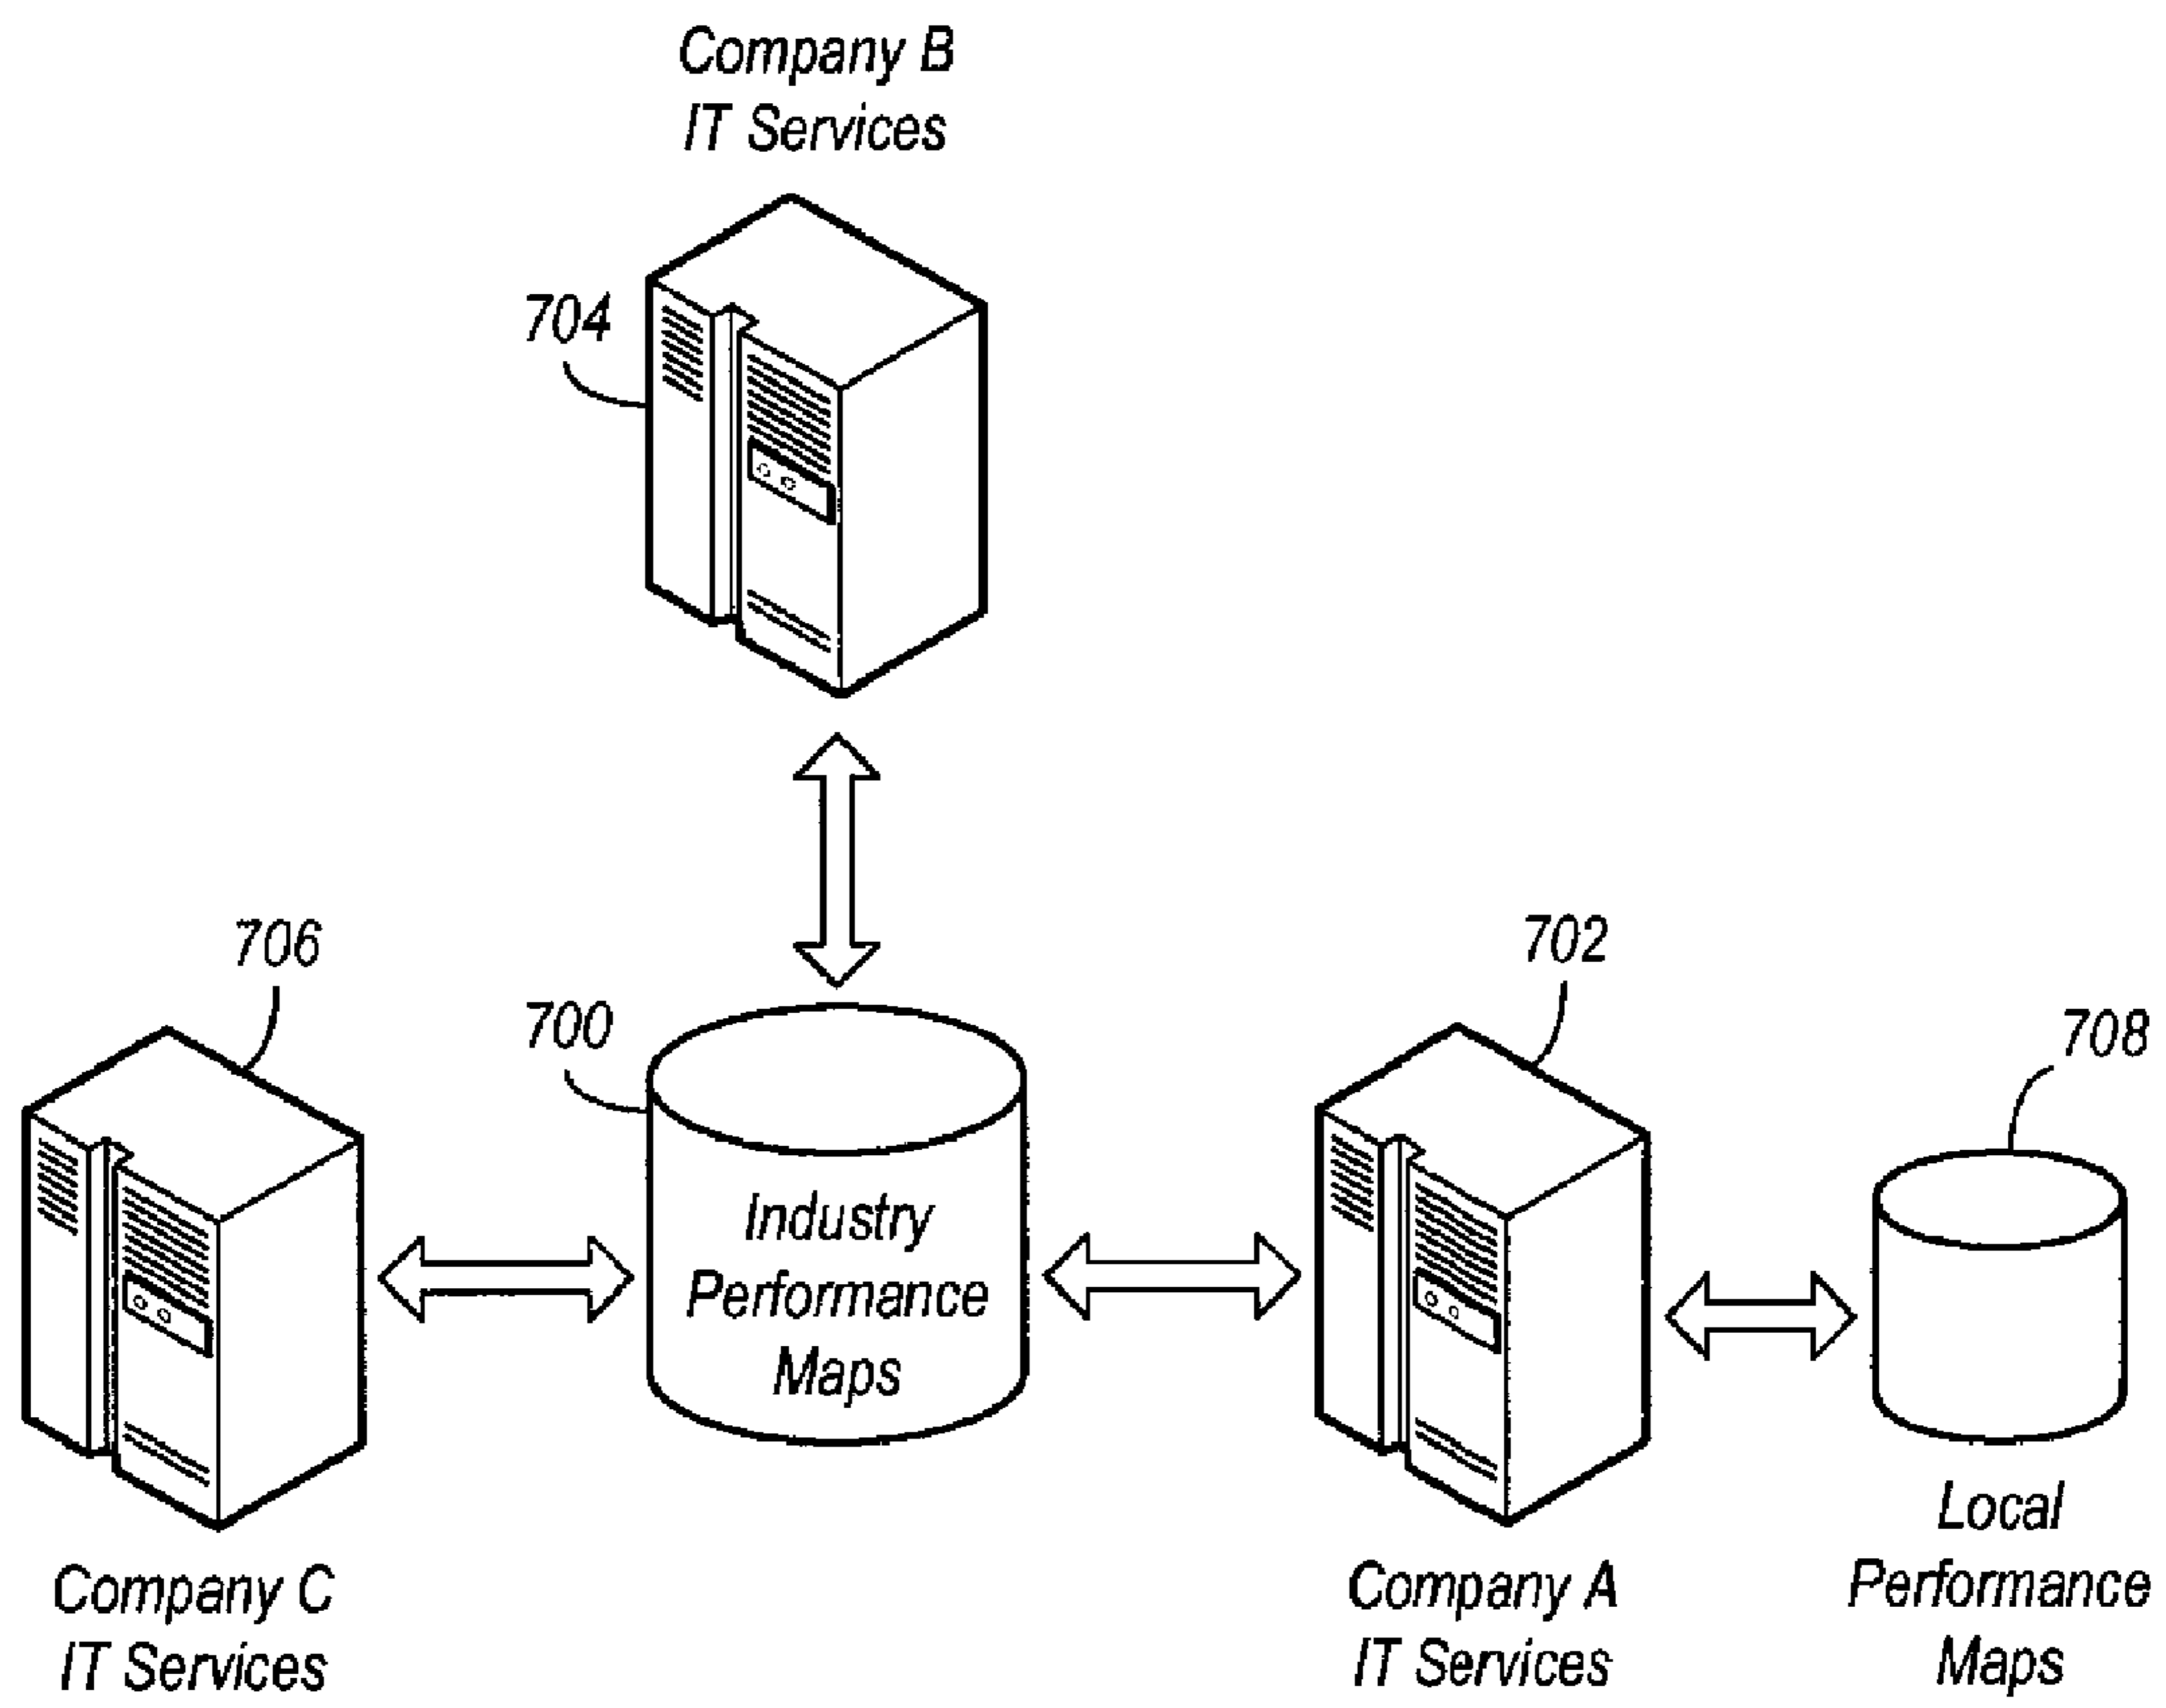 Company B
IT Services
704
706
702
700
708
Industry
Performance
Maps
Local
Performance
Maps
Company C
IT Services
Company A
IT Services